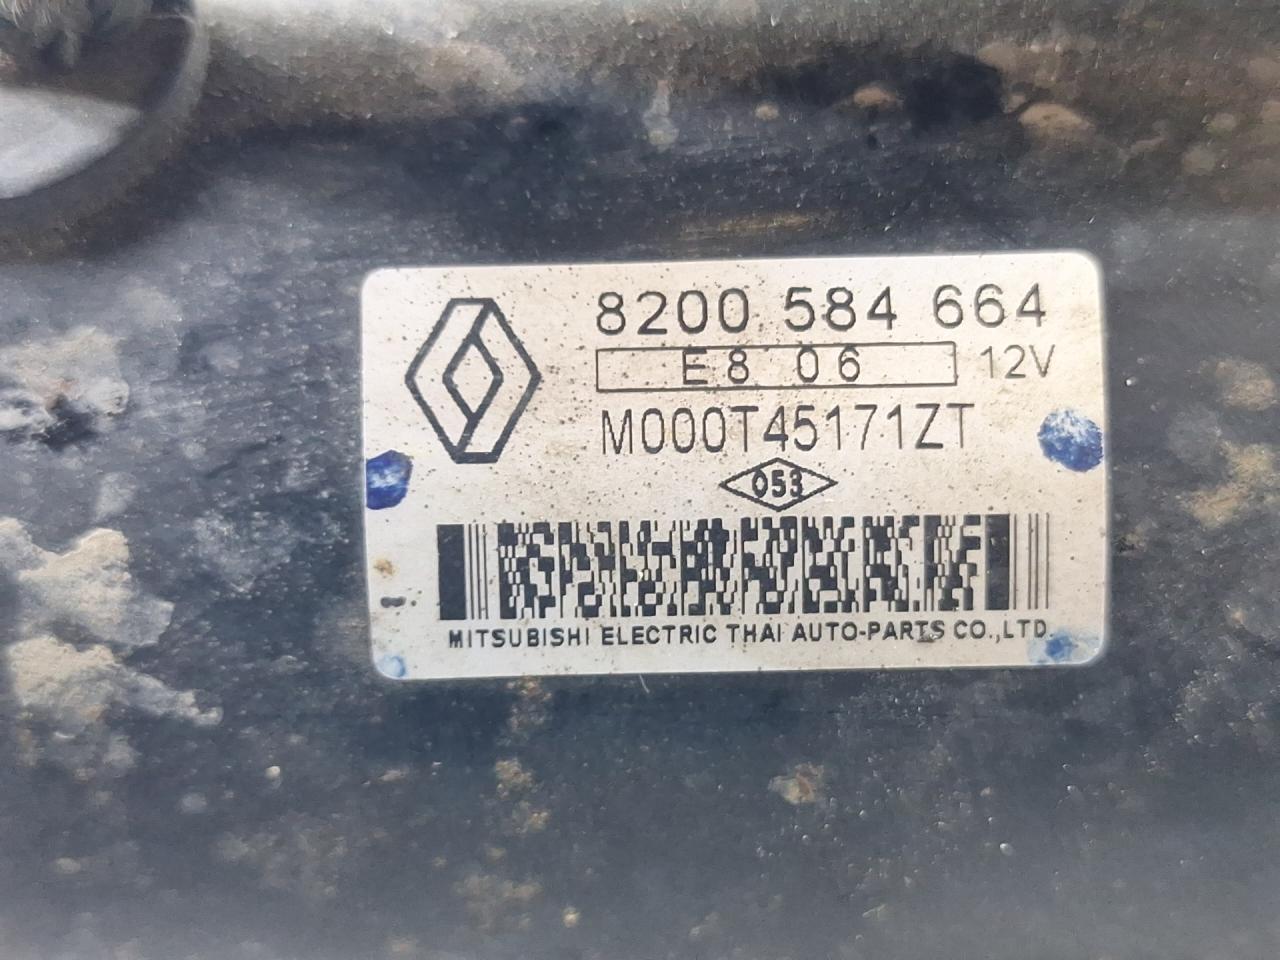 8200 584 664
E8 06 12V
M000T45171ZT
053
MITSUBISHI ELECTRIC THAI AUTO-PARTS CO.,LTD.